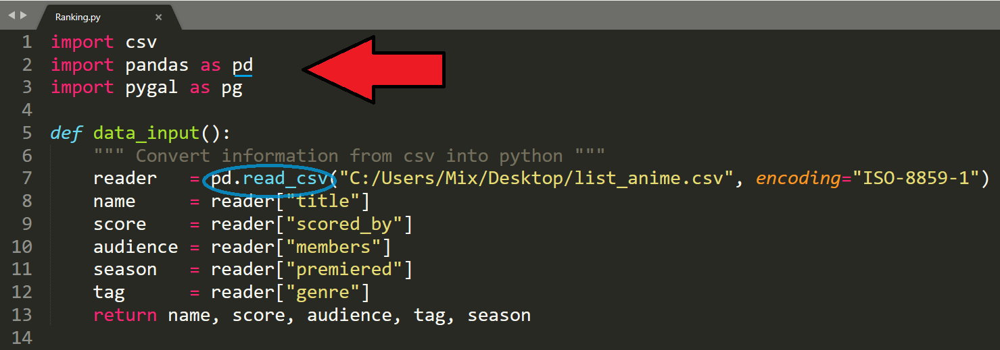 Ranking.py ×
1 import csv
2 import pandas as pd
3 import pygal as pg
4
5 def data_input():
6     """ Convert information from csv into python """
7     reader   = pd.read_csv("C:/Users/Mix/Desktop/list_anime.csv", encoding="ISO-8859-1")
8     name     = reader["title"]
9     score    = reader["scored_by"]
10     audience = reader["members"]
11     season   = reader["premiered"]
12     tag      = reader["genre"]
13     return name, score, audience, tag, season
14